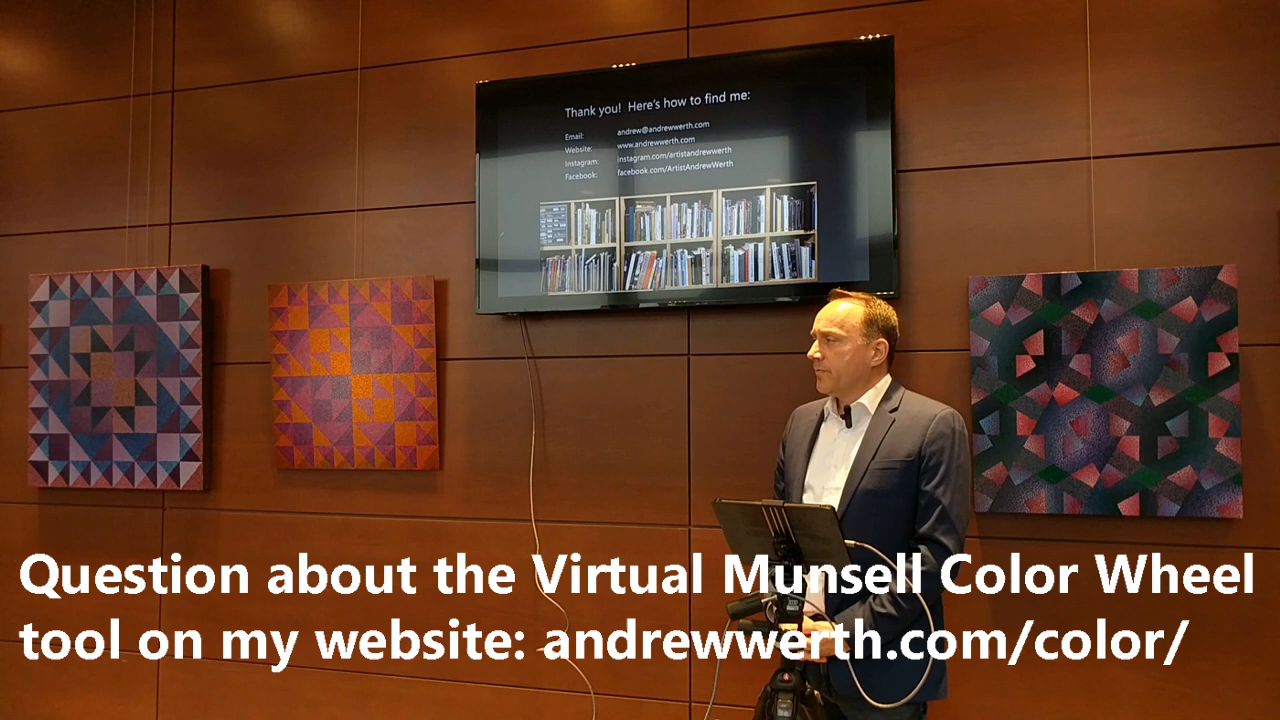 Thank you! Here's how to find me:
Email: andrew@andrewwerth.com
Website: www.andrewwerth.com
Instagram: instagram.com/artistandrewwerth
Facebook: facebook.com/ArtistAndrewWerth
Question about the Virtual Munsell Color Wheel
tool on my website: andrewwerth.com/color/